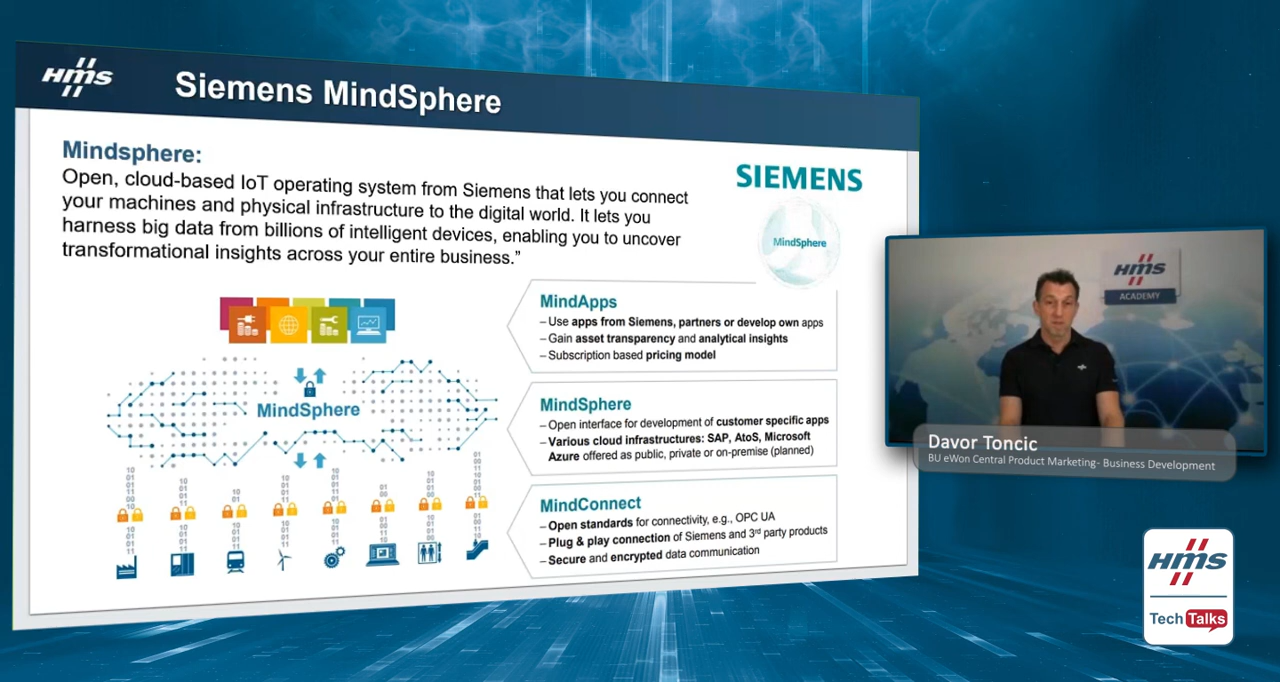 HMS
Siemens MindSphere
Mindsphere:
Open, cloud-based IoT operating system from Siemens that lets you connect
your machines and physical infrastructure to the digital world. It lets you
harness big data from billions of intelligent devices, enabling you to uncover
transformational insights across your entire business.”
SIEMENS
MindSphere
MindApps
– Use apps from Siemens, partners or develop own apps
– Gain asset transparency and analytical insights
– Subscription based pricing model
MindSphere
MindSphere
– Open interface for development of customer specific apps
– Various cloud infrastructures: SAP, AtoS, Microsoft
Azure offered as public, private or on-premise (planned)
MindConnect
– Open standards for connectivity, e.g., OPC UA
– Plug & play connection of Siemens and 3rd party products
– Secure and encrypted data communication
HMS
ACADEMY
Davor Toncic
BU eWon Central Product Marketing- Business Development
HMS
Tech Talks